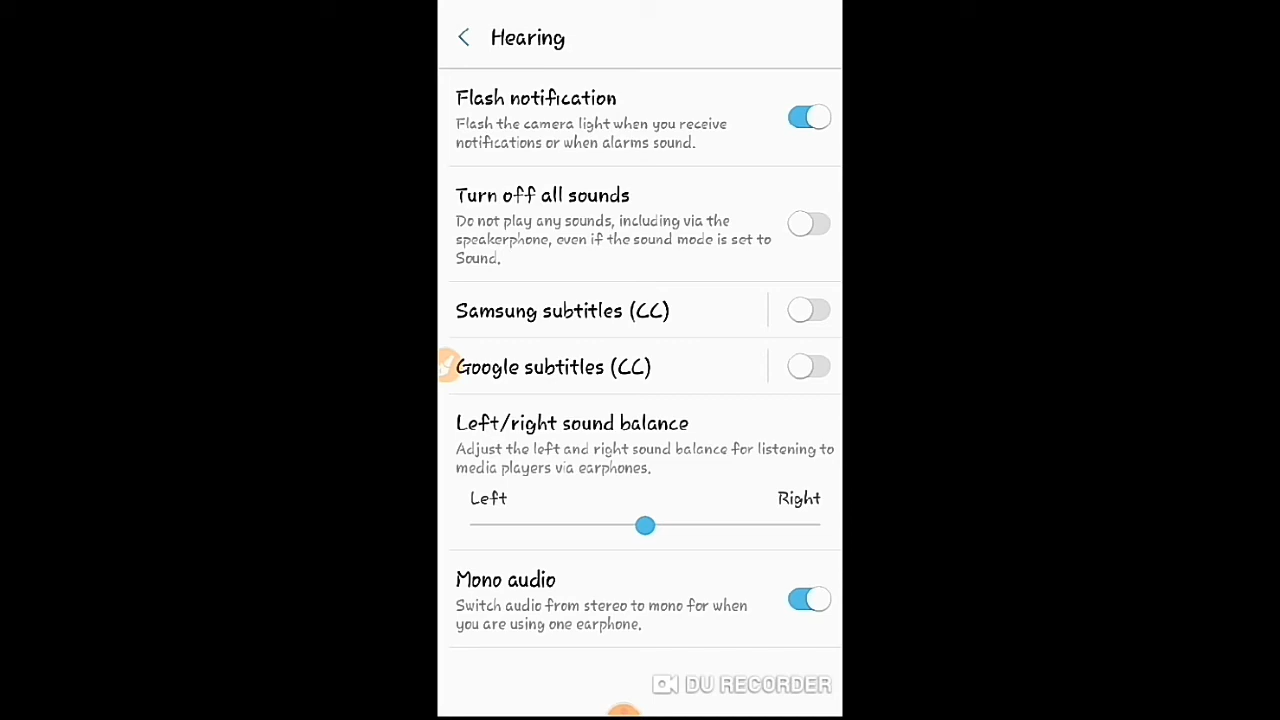 Hearing
Flash notification
Flash the camera light when you receive
notifications or when alarms sound.
Turn off all sounds
Do not play any sounds, including via the
speakerphone, even if the sound mode is set to
Sound.
Samsung subtitles (CC)
Google subtitles (CC)
Left/right sound balance
Adjust the left and right sound balance for listening to
media players via earphones.
Left Right
Mono audio
Switch audio from stereo to mono for when
you are using one earphone.
DU RECORDER